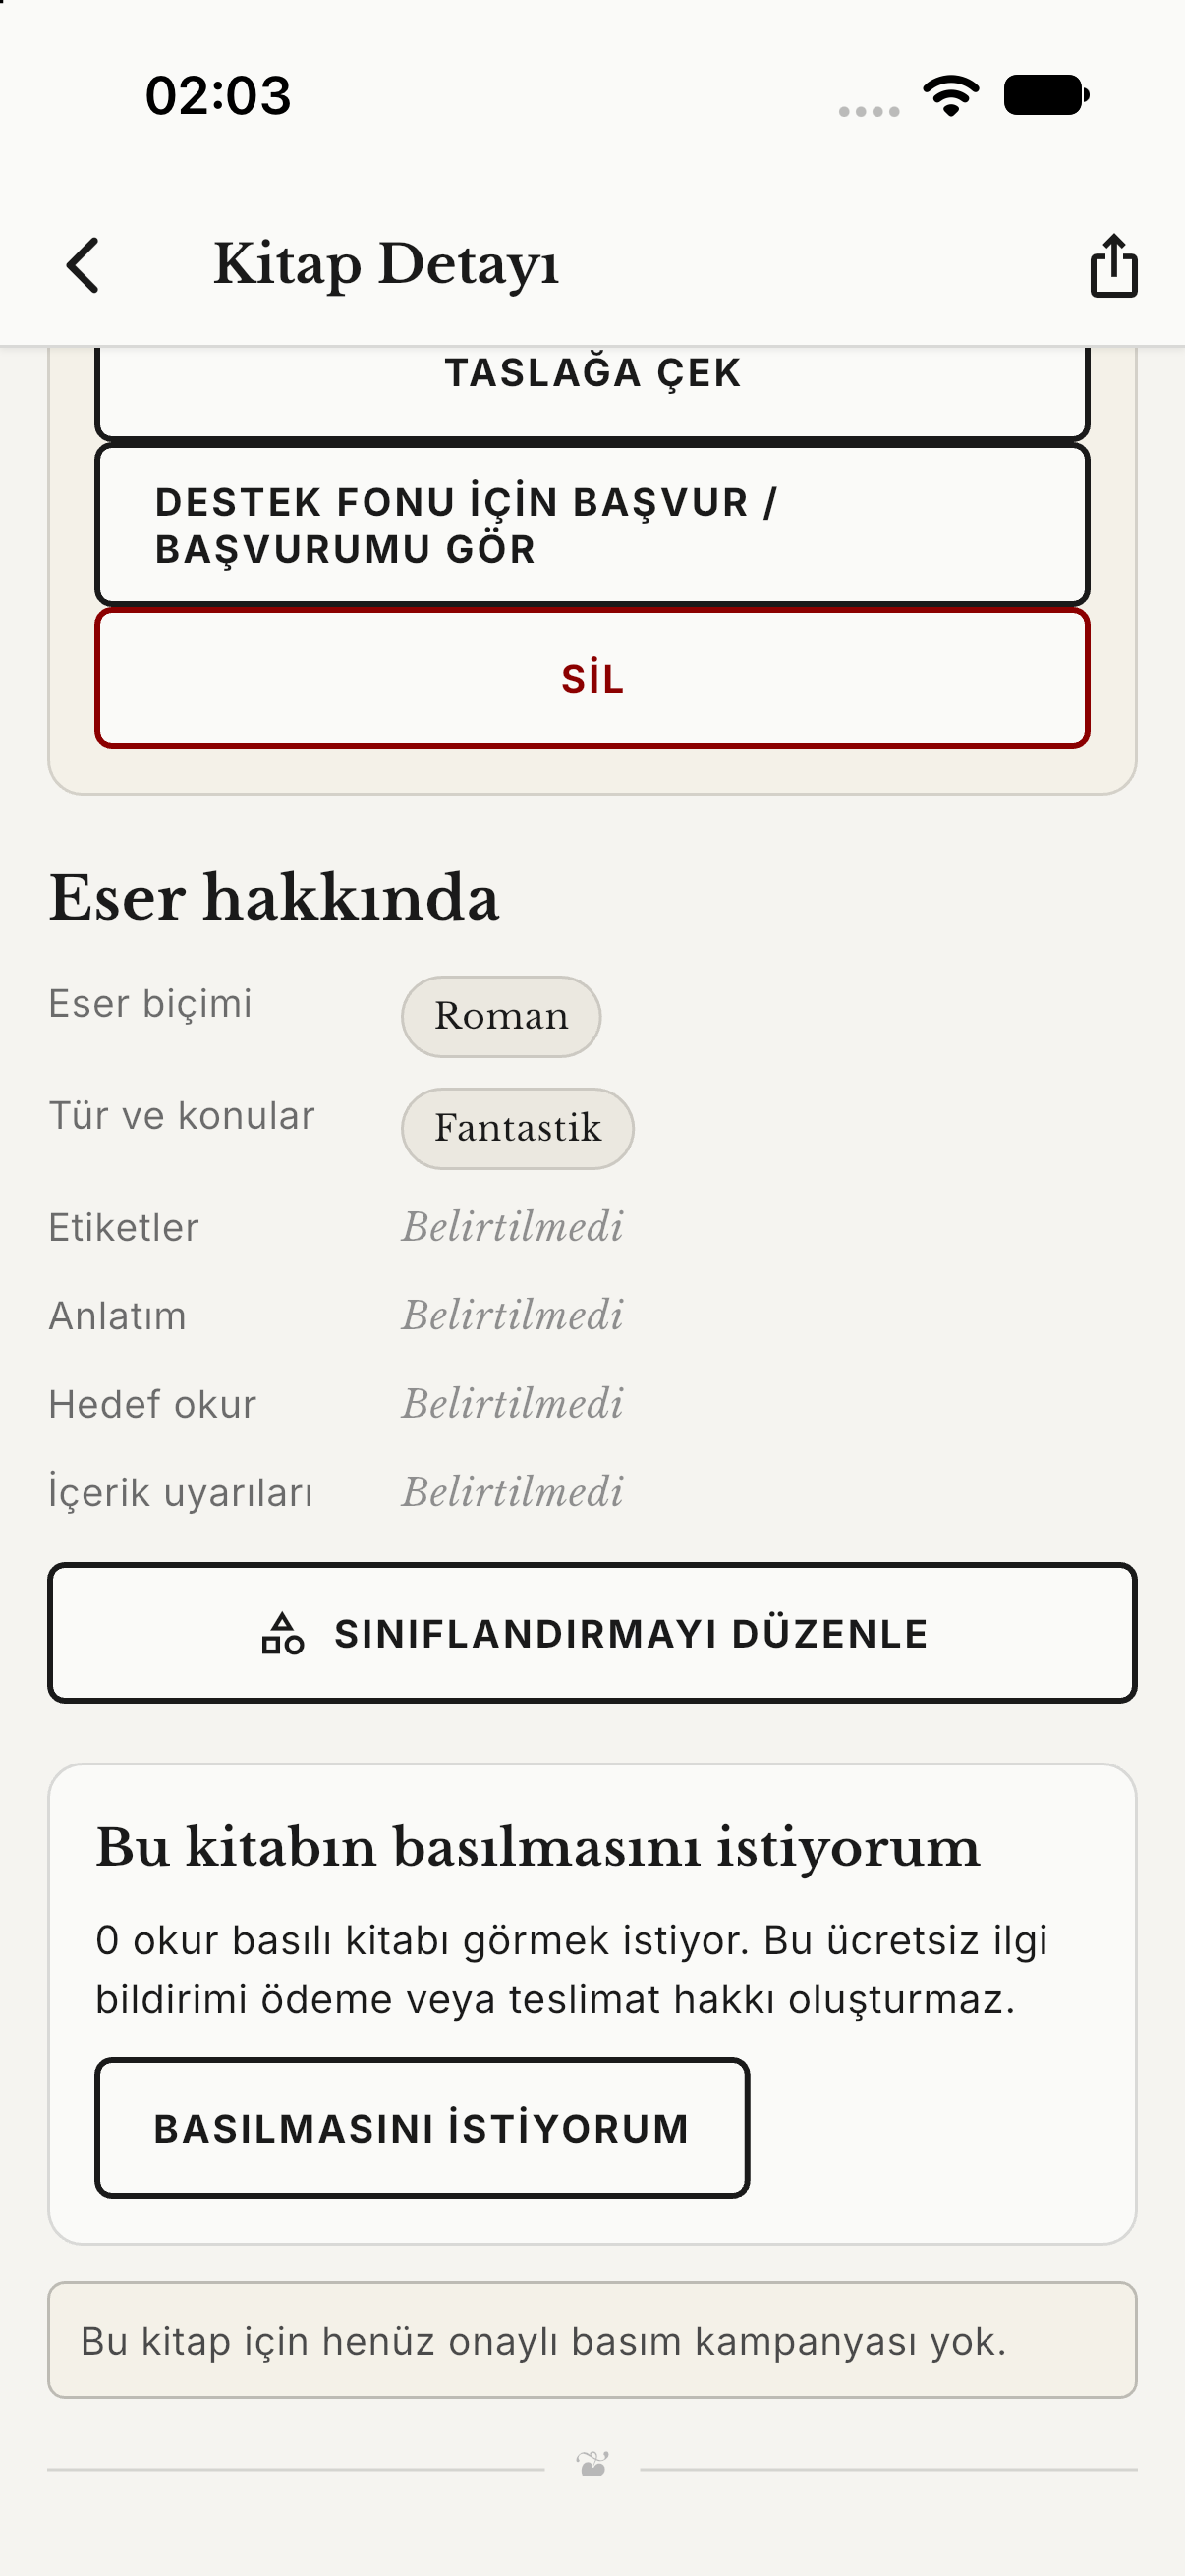 02:03
Kitap Detayı
TASLAĞA ÇEK
DESTEK FONU İÇİN BAŞVUR /
BAŞVURUMU GÖR
SİL
Eser hakkında
Eser biçimi Roman
Tür ve konular Fantastik
Etiketler Belirtilmedi
Anlatım Belirtilmedi
Hedef okur Belirtilmedi
İçerik uyarıları Belirtilmedi
SINIFLANDIRMAYI DÜZENLE
Bu kitabın basılmasını istiyorum
0 okur basılı kitabı görmek istiyor. Bu ücretsiz ilgi
bildirimi ödeme veya teslimat hakkı oluşturmaz.
BASILMASINI İSTİYORUM
Bu kitap için henüz onaylı basım kampanyası yok.